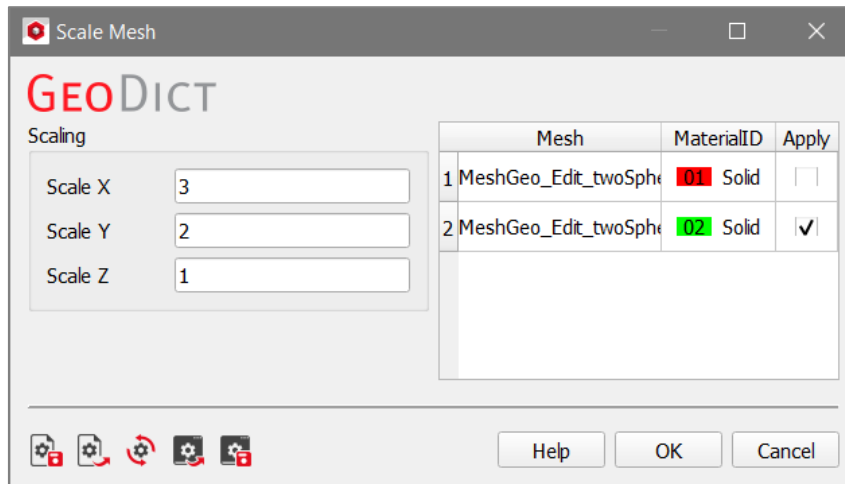 Scale Mesh
GEODICT
Scaling
Scale X 3
Scale Y 2
Scale Z 1
Mesh MaterialID Apply
1 MeshGeo_Edit_twoSphe 01 Solid
2 MeshGeo_Edit_twoSphe 02 Solid
Help OK Cancel